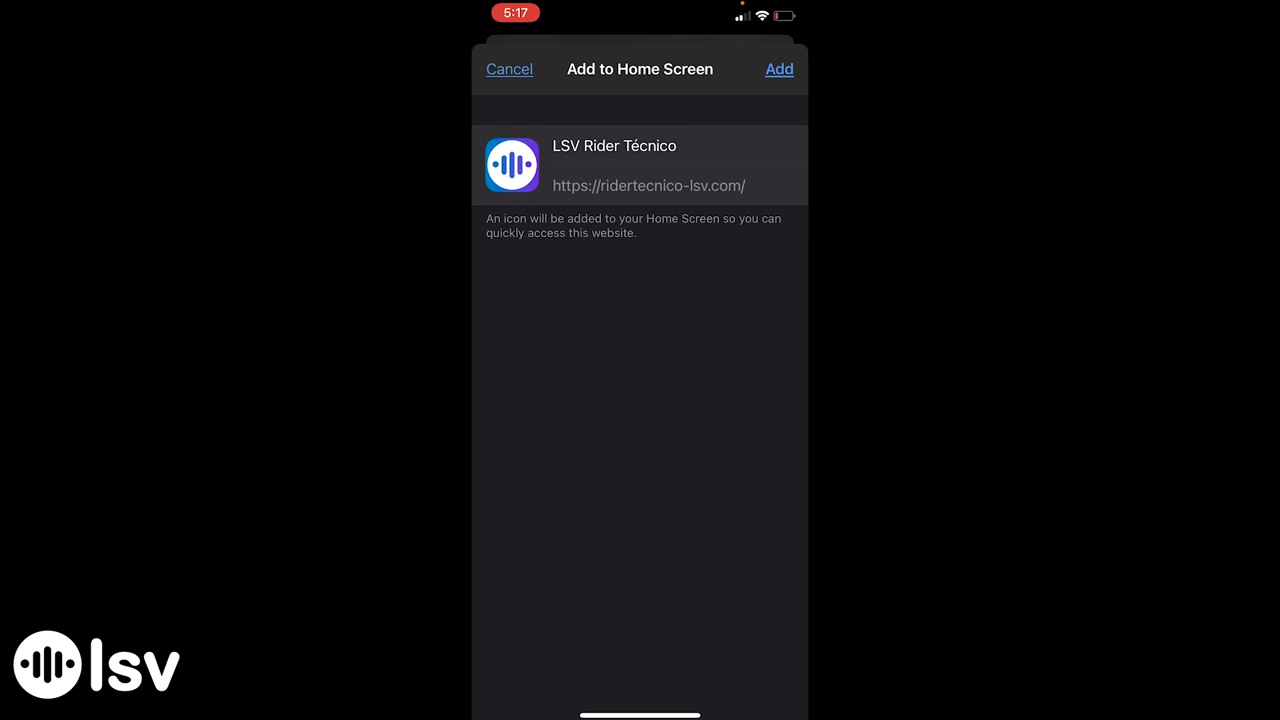 5:17
Cancel
Add to Home Screen
Add
LSV Rider Técnico
https://ridertecnico-lsv.com/
An icon will be added to your Home Screen so you can
quickly access this website.
lsv